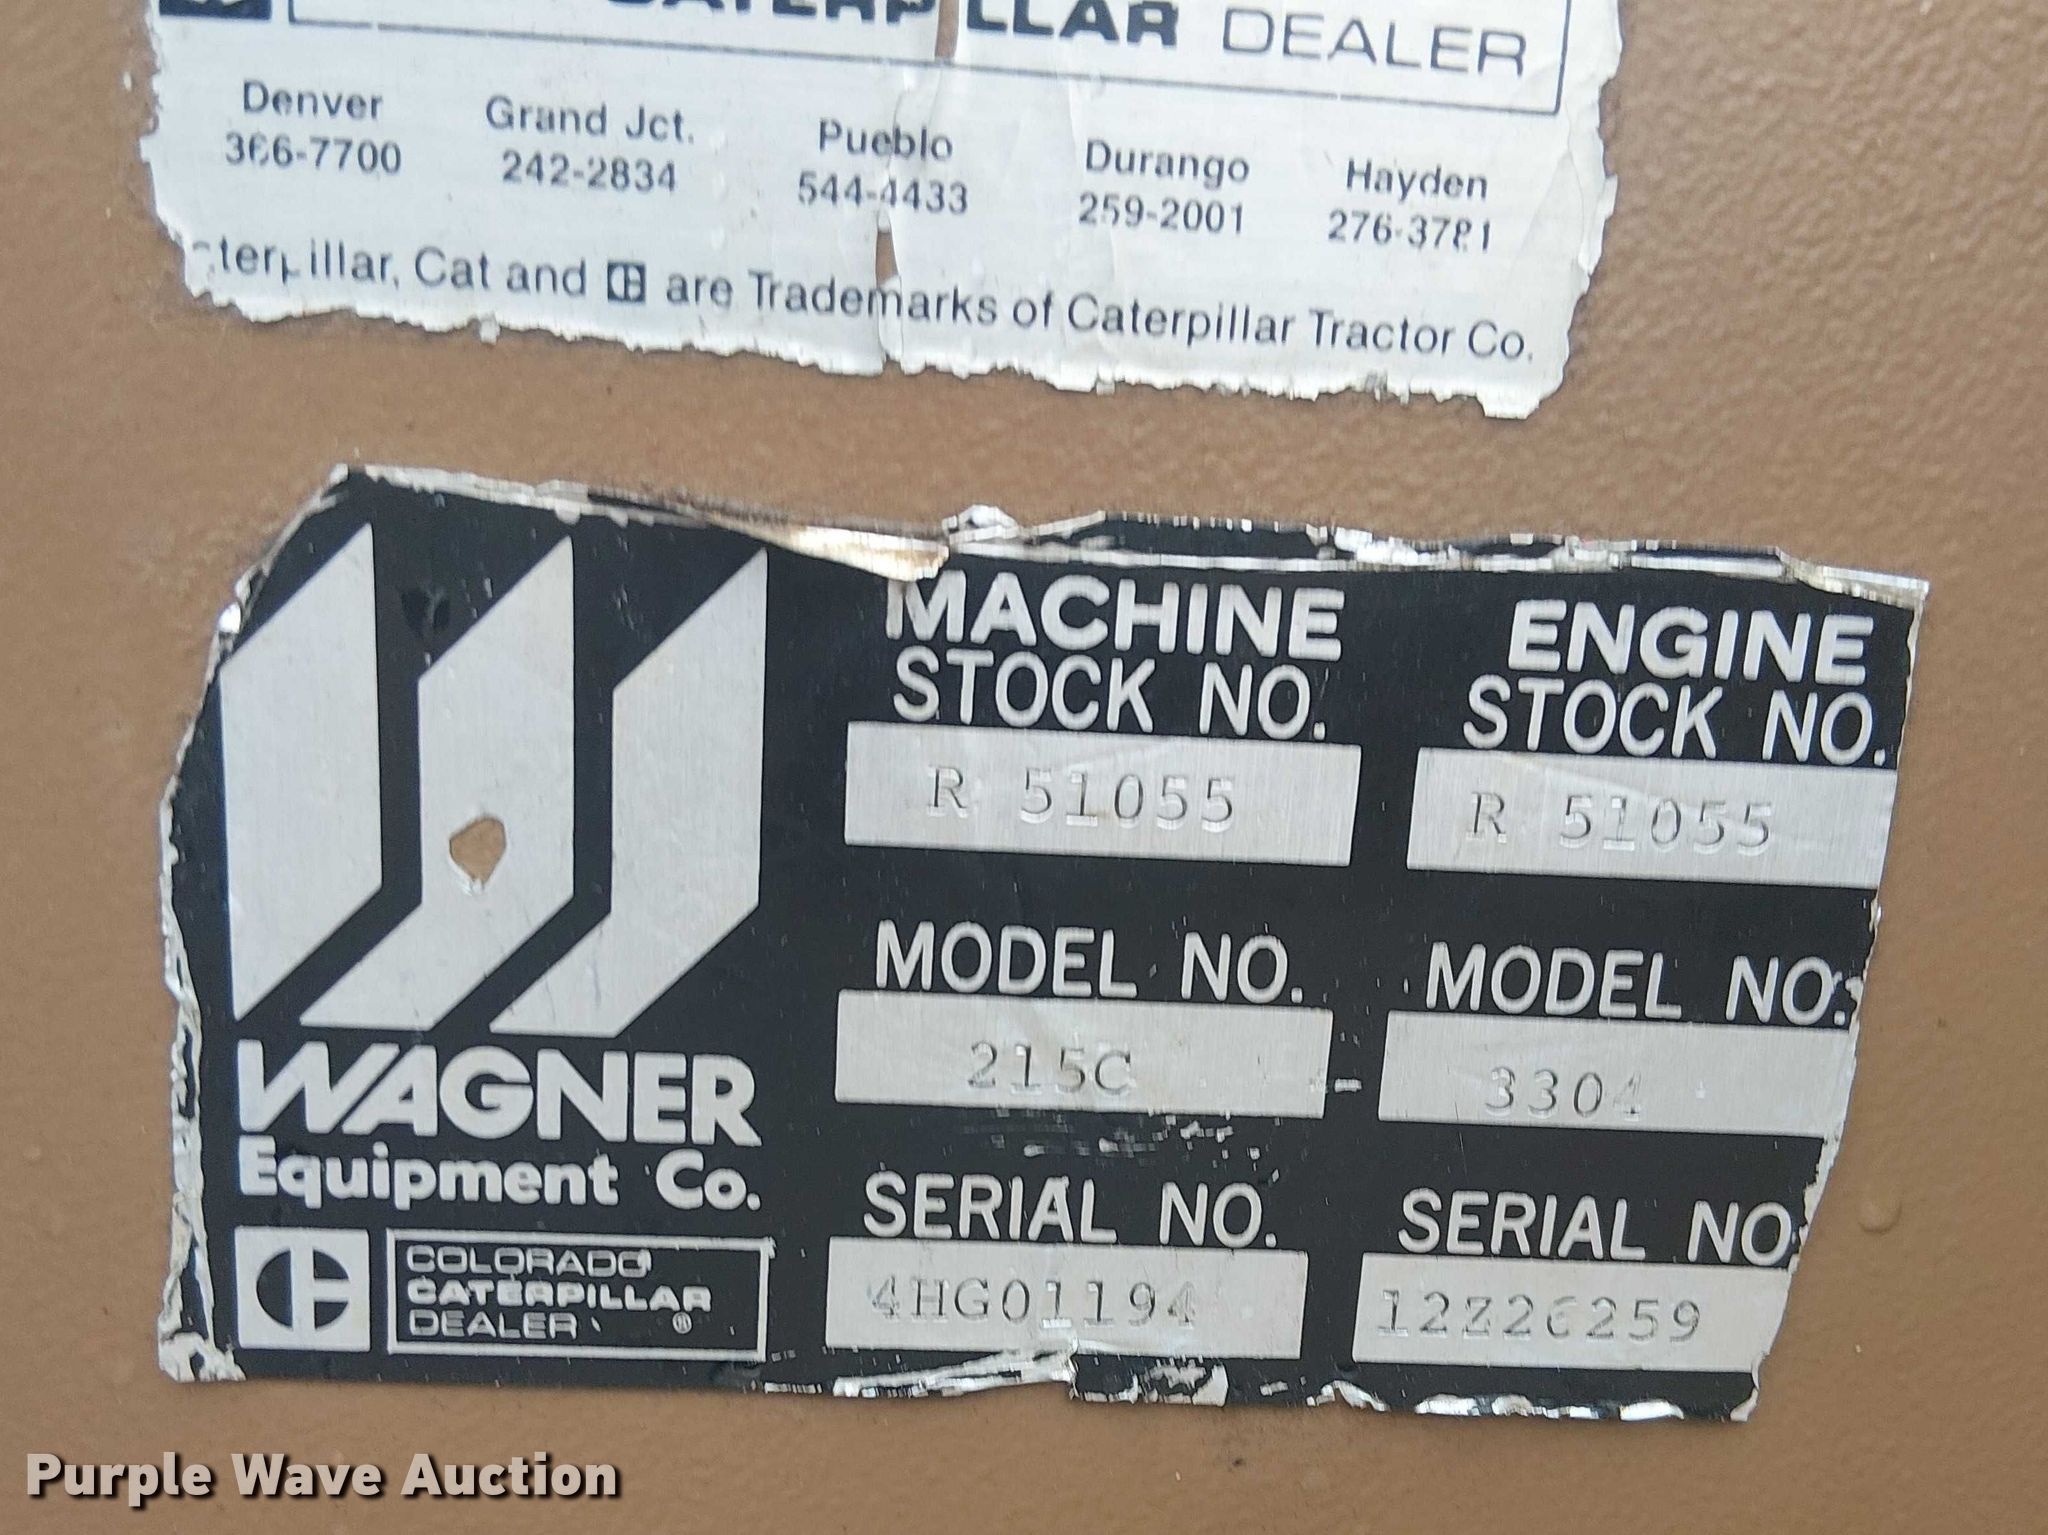 CATERPILLAR DEALER
Denver Grand Jct. Pueblo Durango Hayden
366-7700 242-2834 544-4433 259-2001 276-3781
terpillar, Cat and are Trademarks of Caterpillar Tractor Co.
MACHINE
STOCK NO.
R 51055
ENGINE
STOCK NO.
R 51055
MODEL NO.
215C
-
MODEL NO.
3304
SERIAL NO.
4HG01194
SERIAL NO.
12Z26259
WAGNER
Equipment Co.
COLORADO
CATERPILLAR
DEALER ®
Purple Wave Auction